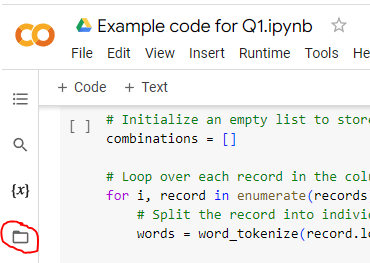 Example code for Q1.ipynb
File Edit View Insert Runtime Tools He
+ Code + Text
[ ] # Initialize an empty list to store
combinations = []
# Loop over each record in the colu
for i, record in enumerate(records
# Split the record into individ
{x}
words = word_tokenize(record.lo